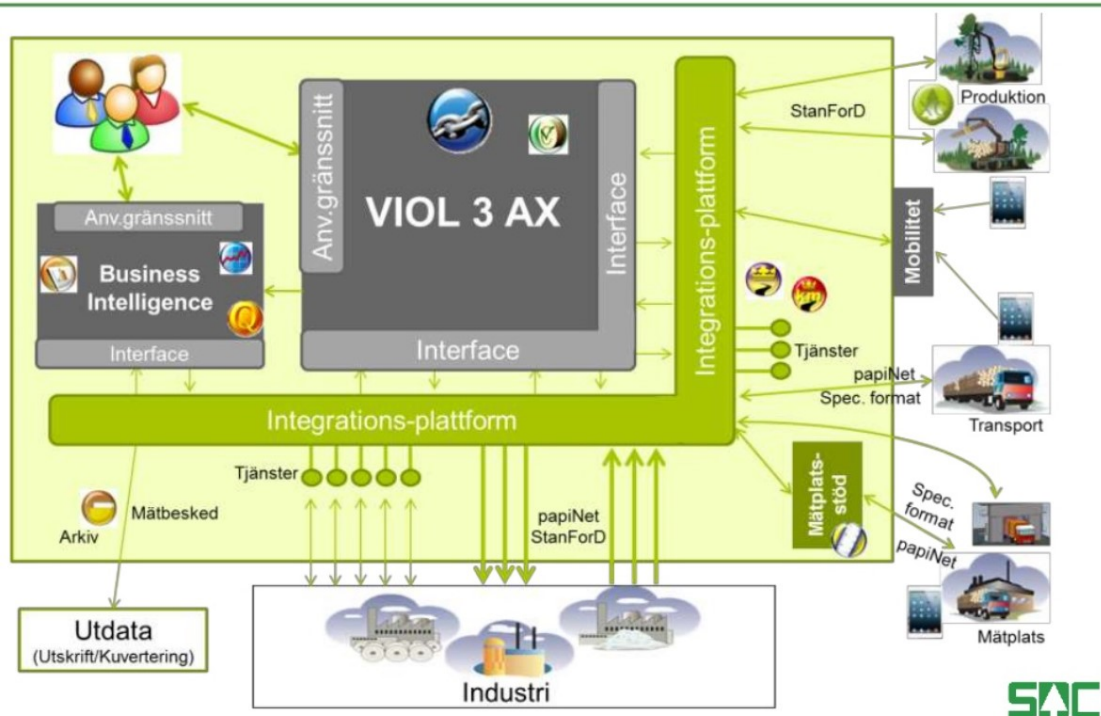 StanForD
Produktion
Anv.gränssnitt
VIOL 3 AX
Interface
Integrations-plattform
Mobilitet
Anv.gränssnitt
Business
Intelligence
Interface
Interface
Tjänster
papiNet
Spec. format
Transport
Integrations-plattform
Tjänster
Mätplats-
stöd
Spec.
format
papiNet
Mätplats
Arkiv
Mätbesked
papiNet
StanForD
Utdata
(Utskrift/Kuvertering)
Industri
Q
km
SDC